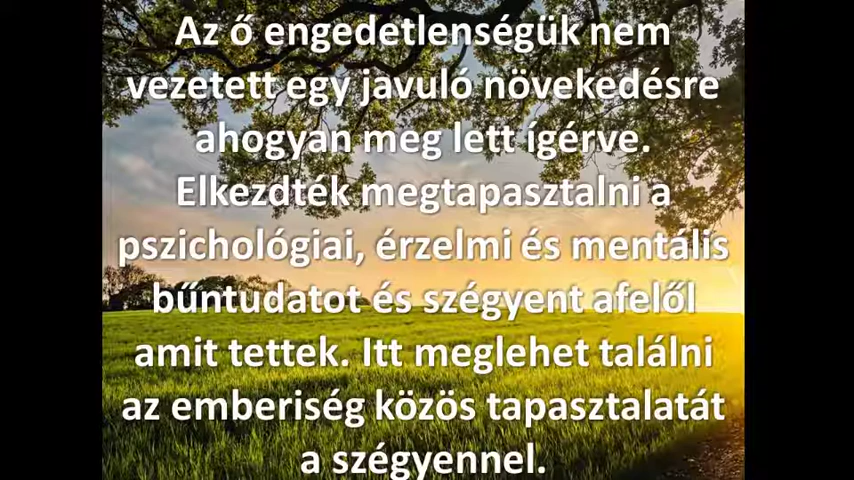 Az ő engedetlenségük nem
vezetett egy javuló növekedésre
ahogyan meg lett ígérve.
Elkezdték megtapasztalni a
pszichológiai, érzelmi és mentális
bűntudatot és szégyent afelől
amit tettek. Itt meglehet találni
az emberiség közös tapasztalatát
a szégyennel.